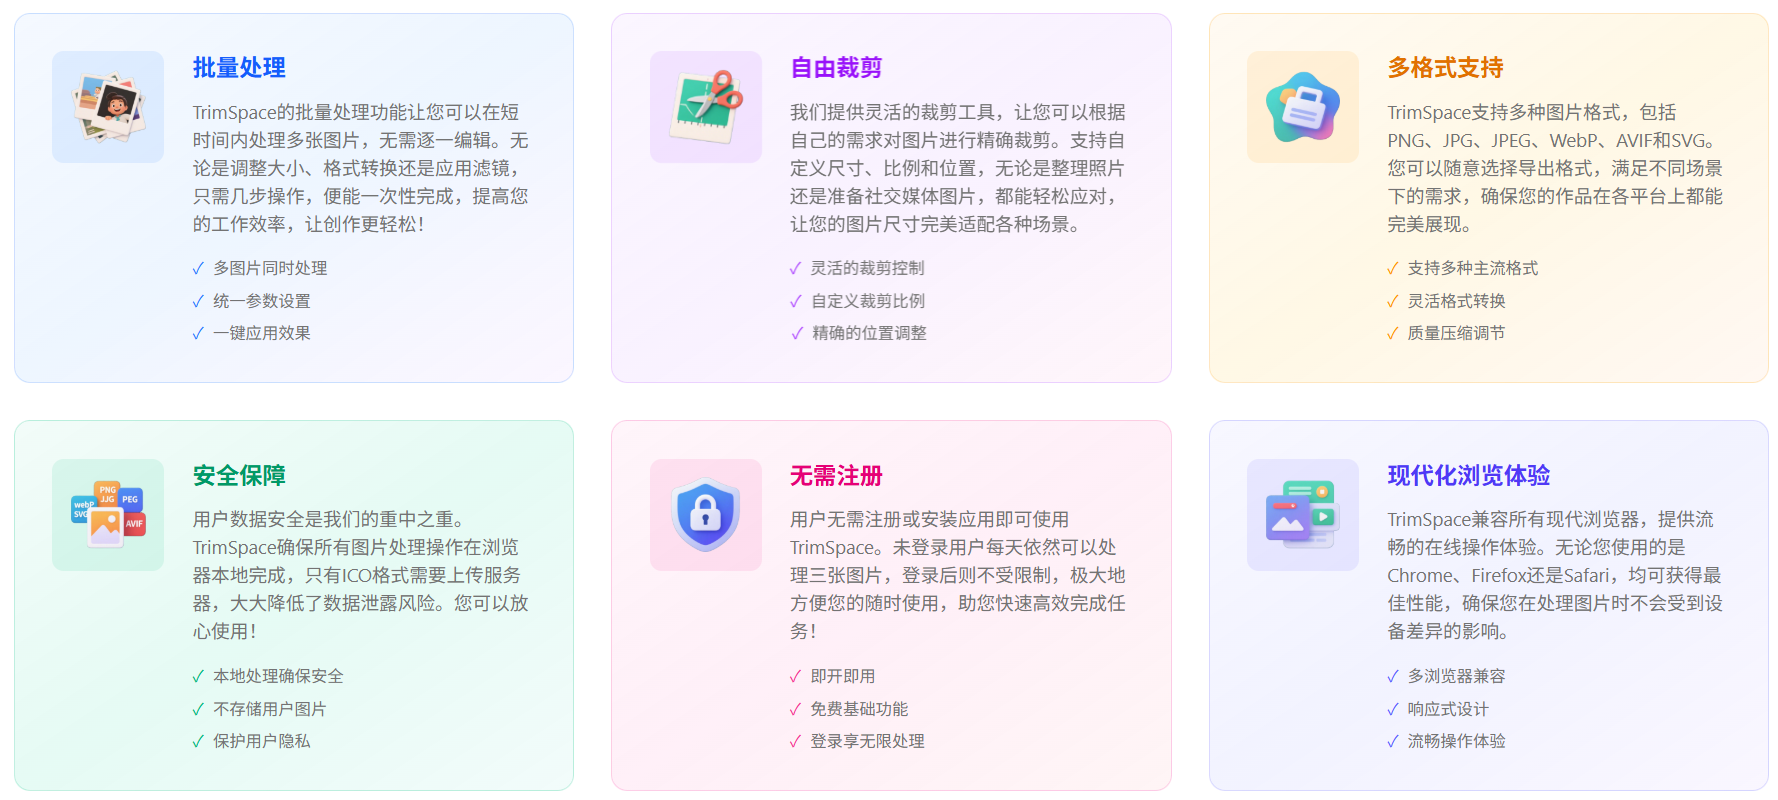 批量处理
TrimSpace的批量处理功能让您可以在短
时间内处理多张图片，无需逐一编辑。无
论是调整大小、格式转换还是应用滤镜，
只需几步操作，便能一次性完成，提高您
的工作效率，让创作更轻松！
✓ 多图片同时处理
✓ 统一参数设置
✓ 一键应用效果
自由裁剪
我们提供灵活的裁剪工具，让您可以根据
自己的需求对图片进行精确裁剪。支持自
定义尺寸、比例和位置，无论是整理照片
还是准备社交媒体图片，都能轻松应对，
让您的图片尺寸完美适配各种场景。
✓ 灵活的裁剪控制
✓ 自定义裁剪比例
✓ 精确的位置调整
多格式支持
TrimSpace支持多种图片格式，包括
PNG、JPG、JPEG、WebP、AVIF和SVG。
您可以随意选择导出格式，满足不同场景
下的需求，确保您的作品在各平台上都能
完美展现。
✓ 支持多种主流格式
✓ 灵活格式转换
✓ 质量压缩调节
PNG
JJG
PEG
webP
SVG
AVIF
安全保障
用户数据安全是我们的重中之重。
TrimSpace确保所有图片处理操作在浏览
器本地完成，只有ICO格式需要上传服务
器，大大降低了数据泄露风险。您可以放
心使用！
✓ 本地处理确保安全
✓ 不存储用户图片
✓ 保护用户隐私
无需注册
用户无需注册或安装应用即可使用
TrimSpace。未登录用户每天依然可以处
理三张图片，登录后则不受限制，极大地
方便您的随时使用，助您快速高效完成任
务！
✓ 即开即用
✓ 免费基础功能
✓ 登录享无限处理
现代化浏览体验
TrimSpace兼容所有现代浏览器，提供流
畅的在线操作体验。无论您使用的是
Chrome、Firefox还是Safari，均可获得最
佳性能，确保您在处理图片时不会受到设
备差异的影响。
✓ 多浏览器兼容
✓ 响应式设计
✓ 流畅操作体验